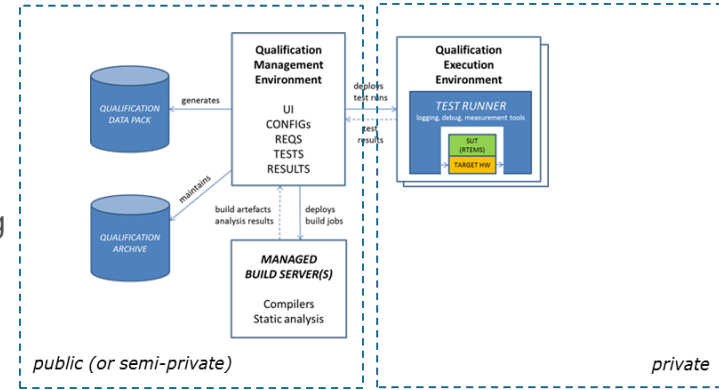 Qualification
Management
Environment
UI
CONFIGs
REQS
TESTS
RESULTS
QUALIFICATION
DATA PACK
generates
QUALIFICATION
ARCHIVE
maintains
build artefacts
analysis results
deploys
build jobs
MANAGED
BUILD SERVER(S)
Compilers
Static analysis
public (or semi-private)
deploys
test runs
test
results
Qualification
Execution
Environment
TEST RUNNER
logging, debug, measurement tools
SUT
(RTEMS)
TARGET HW
private
g